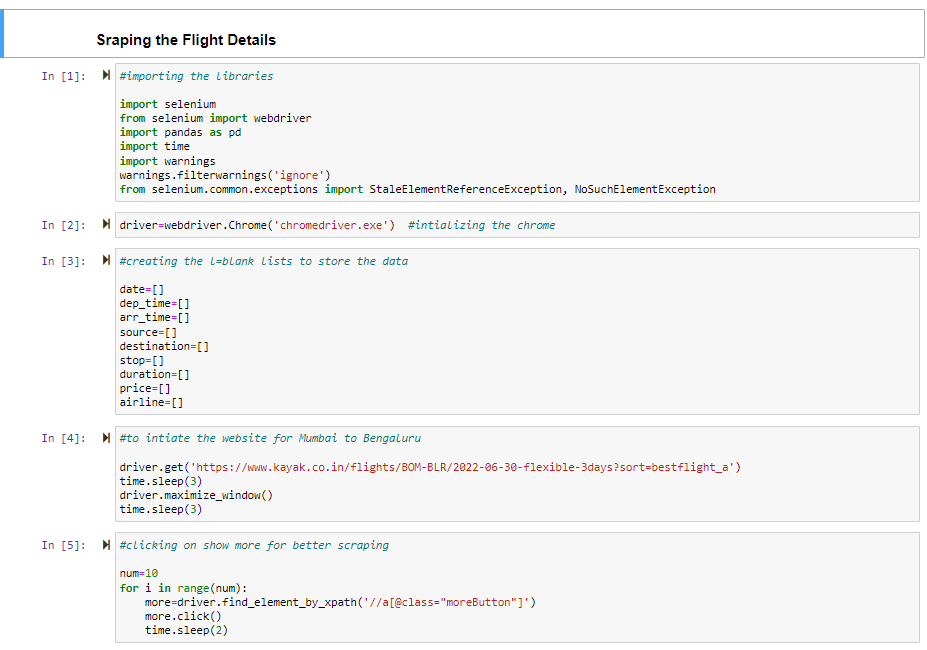 Sraping the Flight Details
In [1]:
#importing the libraries
import selenium
from selenium import webdriver
import pandas as pd
import time
import warnings
warnings.filterwarnings('ignore')
from selenium.common.exceptions import StaleElementReferenceException, NoSuchElementException
In [2]:
driver=webdriver.Chrome('chromedriver.exe')  #intializing the chrome
In [3]:
#creating the l=blank lists to store the data
date=[]
dep_time=[]
arr_time=[]
source=[]
destination=[]
stop=[]
duration=[]
price=[]
airline=[]
In [4]:
#to intiate the website for Mumbai to Bengaluru
driver.get('https://www.kayak.co.in/flights/BOM-BLR/2022-06-30-flexible-3days?sort=bestflight_a')
time.sleep(3)
driver.maximize_window()
time.sleep(3)
In [5]:
#clicking on show more for better scraping
num=10
for i in range(num):
    more=driver.find_element_by_xpath('//a[@class="moreButton"]')
    more.click()
    time.sleep(2)